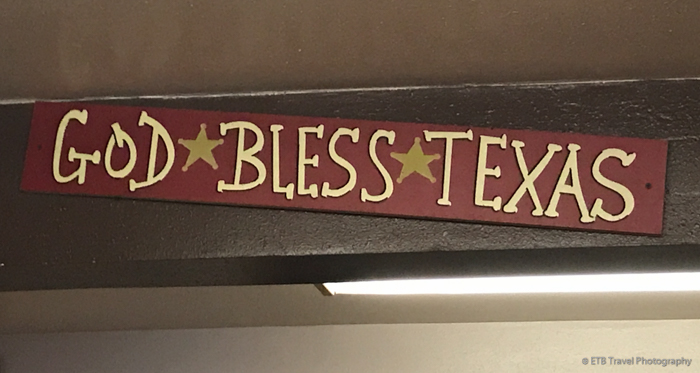 GOD BLESS TEXAS
© ETB Travel Photography